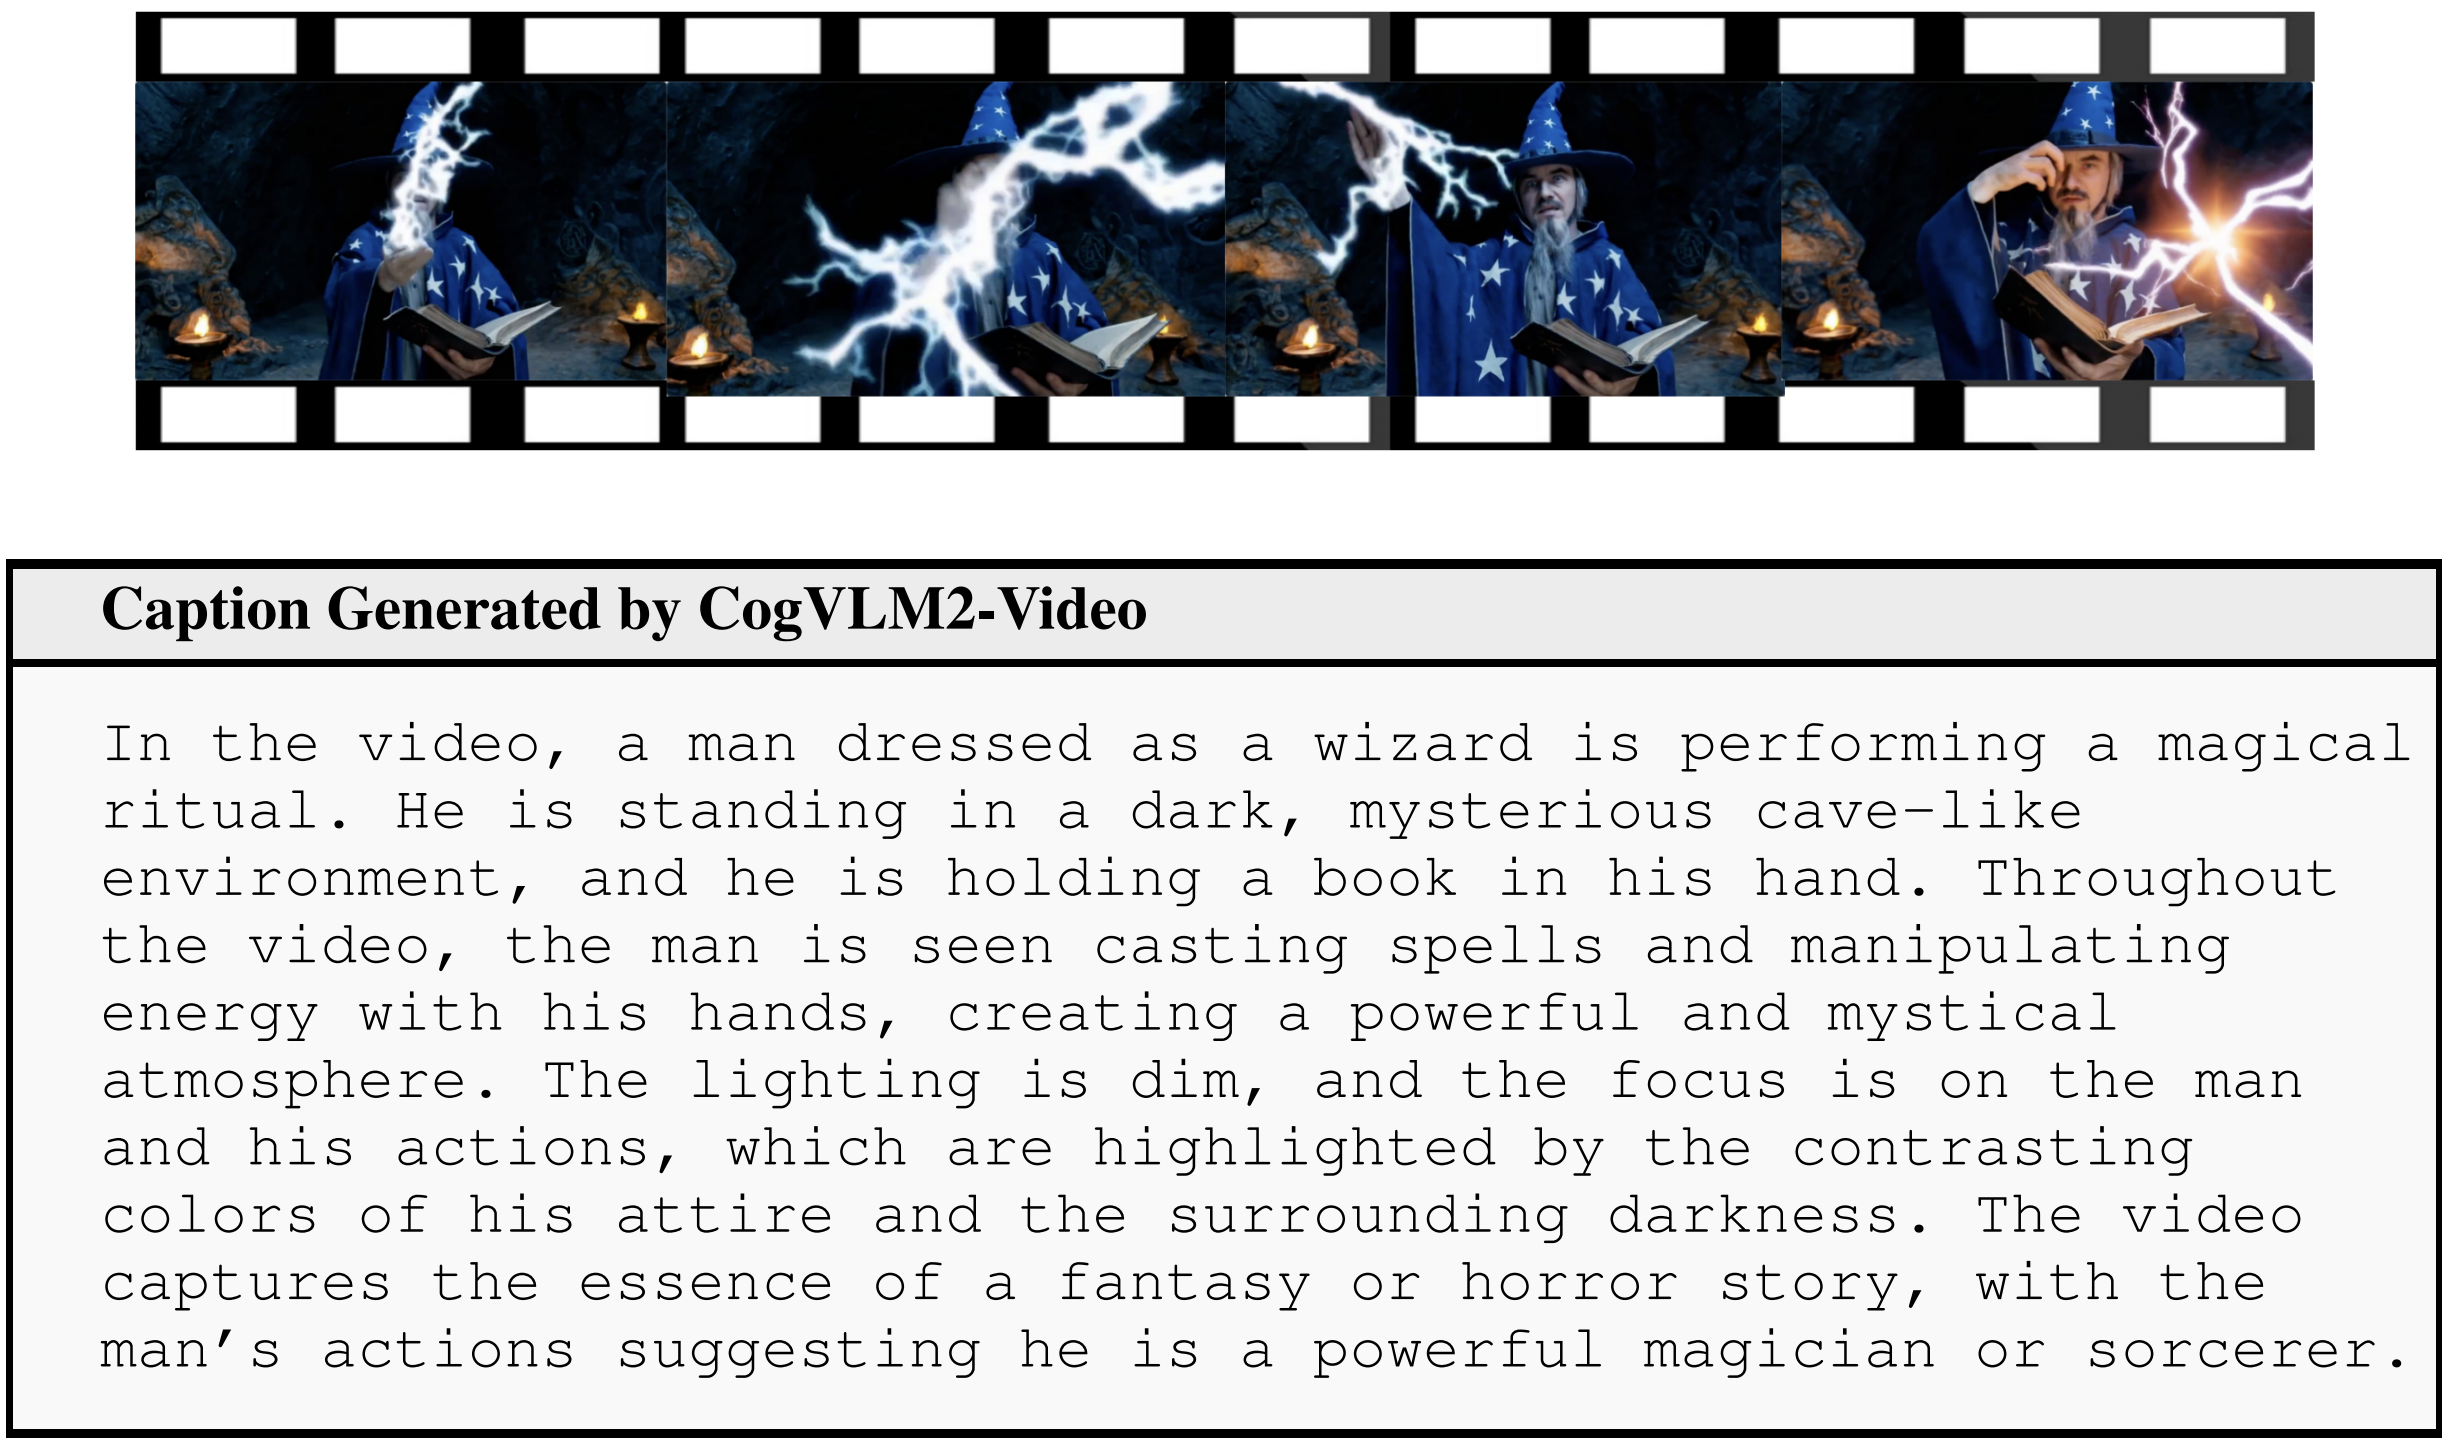 Caption Generated by CogVLM2-Video
In the video, a man dressed as a wizard is performing a magical
ritual. He is standing in a dark, mysterious cave-like
environment, and he is holding a book in his hand. Throughout
the video, the man is seen casting spells and manipulating
energy with his hands, creating a powerful and mystical
atmosphere. The lighting is dim, and the focus is on the man
and his actions, which are highlighted by the contrasting
colors of his attire and the surrounding darkness. The video
captures the essence of a fantasy or horror story, with the
man's actions suggesting he is a powerful magician or sorcerer.